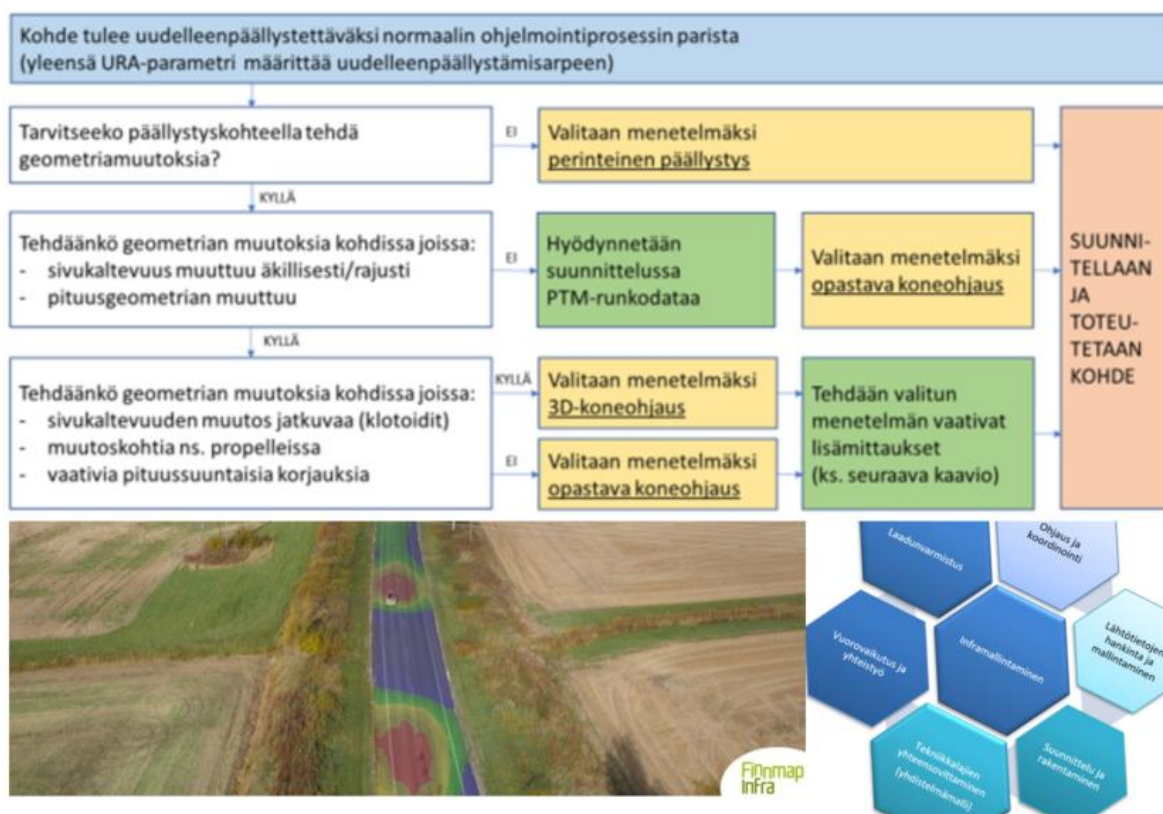 Kohde tulee uudelleenpäällystettäväksi normaalin ohjelmointiprosessin parista
(yleensä URA-parametri määrittää uudelleenpäällystämisarpeen)
Tarvitseeko päällystyskohteella tehdä
geometriamuutoksia?
EI
Valitaan menetelmäksi
perinteinen päällystys
KYLLÄ
Tehdäänkö geometrian muutoksia kohdissa joissa:
- sivukaltevuus muuttuu äkillisesti/rajusti
- pituusgeometrian muuttuu
EI
Hyödynnetään
suunnittelussa
PTM-runkodataa
Valitaan menetelmäksi
opastava koneohjaus
KYLLÄ
Tehdäänkö geometrian muutoksia kohdissa joissa:
- sivukaltevuuden muutos jatkuvaa (klotoidit)
- muutoskohtia ns. propelleissa
- vaativia pituussuuntaisia korjauksia
KYLLÄ
Valitaan menetelmäksi
3D-koneohjaus
EI
Valitaan menetelmäksi
opastava koneohjaus
Tehdään valitun
menetelmän vaativat
lisämittaukset
(ks. seuraava kaavio)
SUUNNI-
TELLAAN
JA
TOTEU-
TETAAN
KOHDE
Finnmap
infra
Laadunvarmistus
Ohjaus ja
koordinointi
Vuorovaikutus ja
yhteistyö
Inframallintaminen
Lähtötietojen
hankinta ja
mallintaminen
Tekniikkalajien
yhteensovittaminen
(yhdistelmämalli)
Suunnittelu ja
rakentaminen